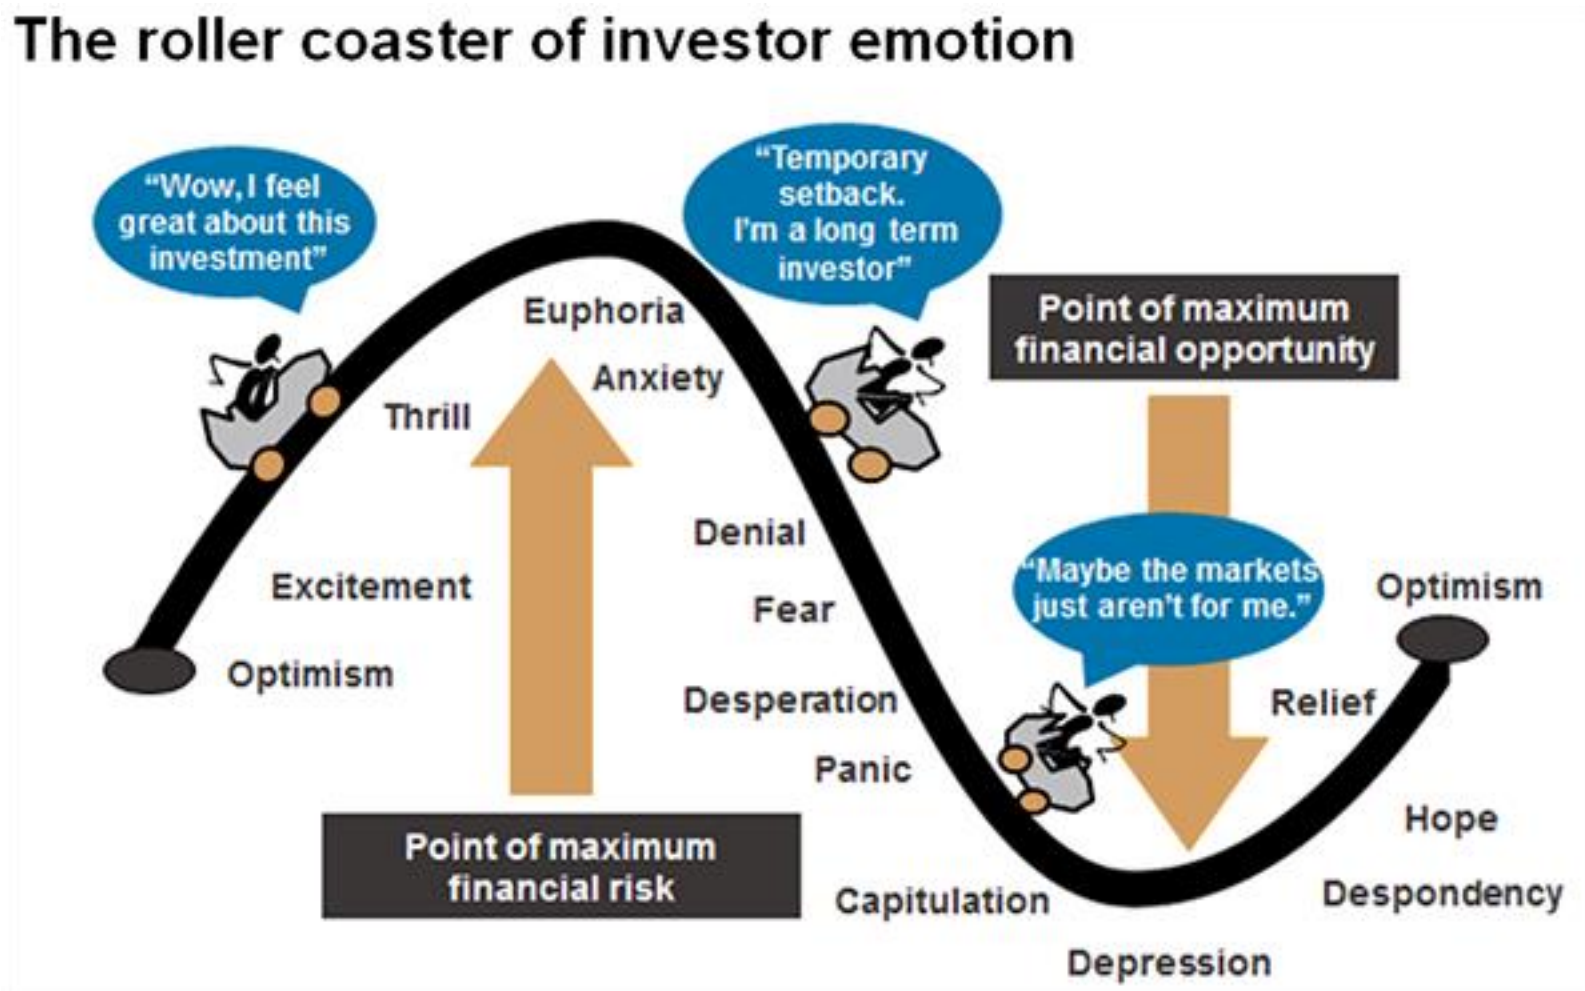 The roller coaster of investor emotion
“Wow, I feel
great about this
investment”
“Temporary
setback.
I'm a long term
investor”
Point of maximum
financial opportunity
Euphoria
Anxiety
Thrill
Denial
Excitement
Fear
“Maybe the markets
just aren't for me.”
Optimism
Optimism
Desperation
Relief
Panic
Point of maximum
financial risk
Hope
Capitulation
Despondency
Depression